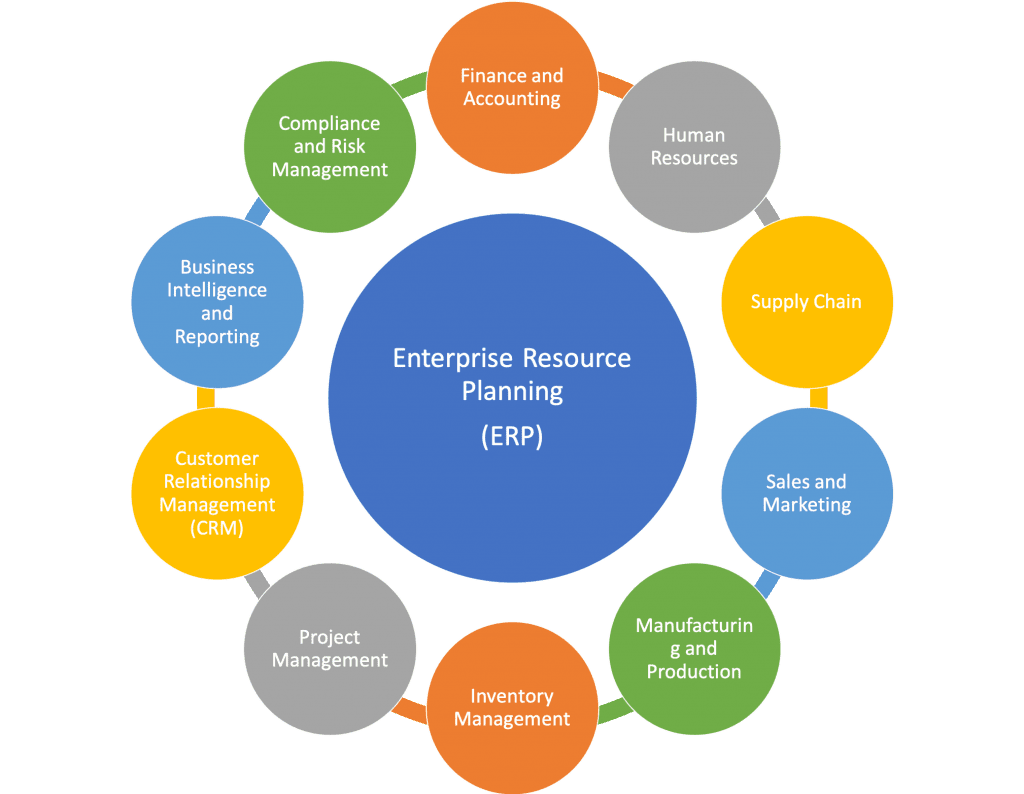 Finance and
Accounting
Human
Resources
Supply Chain
Sales and
Marketing
Manufacturin
g and
Production
Inventory
Management
Project
Management
Customer
Relationship
Management
(CRM)
Business
Intelligence
and
Reporting
Compliance
and Risk
Management
Enterprise Resource
Planning
(ERP)